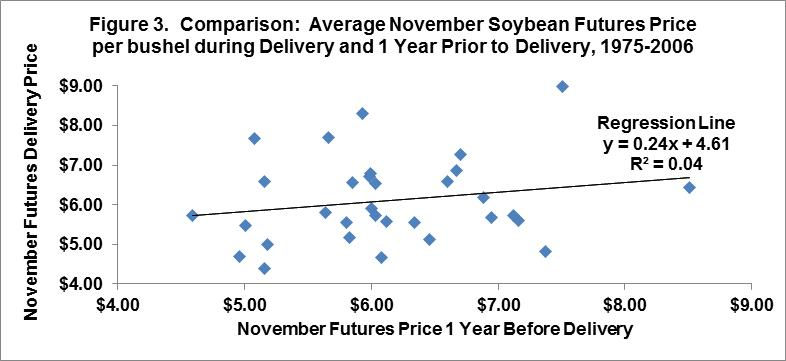 Figure 3.  Comparison:  Average November Soybean Futures Price
per bushel during Delivery and 1 Year Prior to Delivery, 1975-2006
November Futures Delivery Price
$9.00
$8.00
$7.00
$6.00
$5.00
$4.00
Regression Line
y = 0.24x + 4.61
R² = 0.04
$4.00 $5.00 $6.00 $7.00 $8.00 $9.00
November Futures Price 1 Year Before Delivery